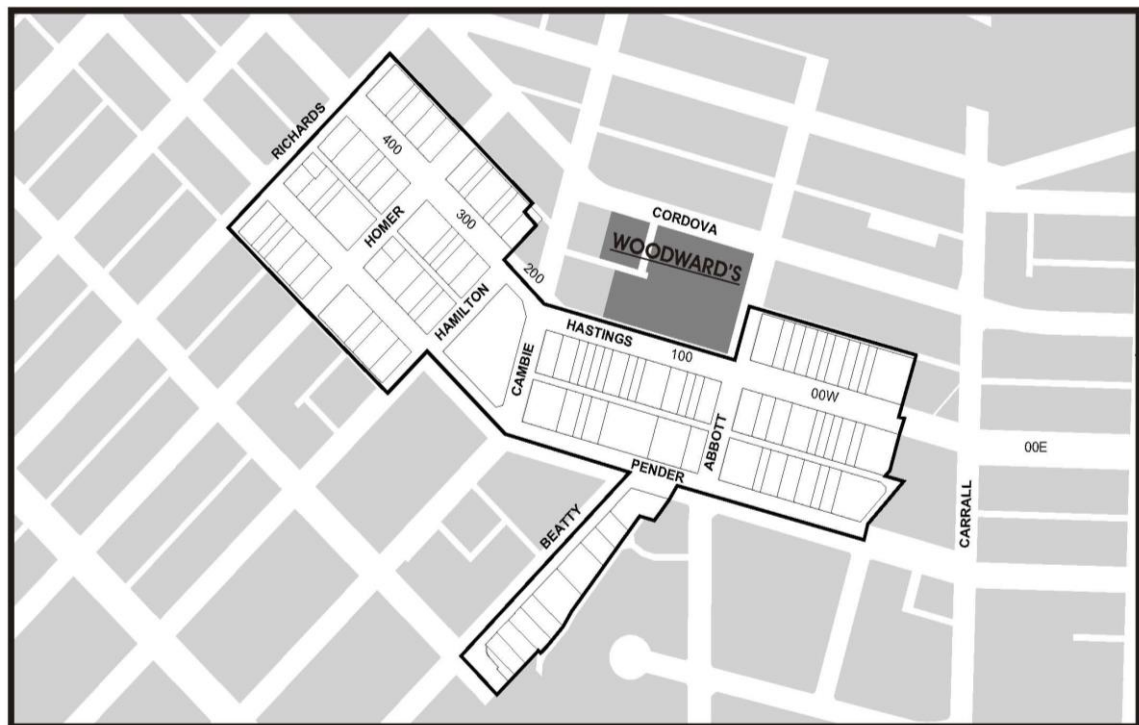 RICHARDS
400
CORDOVA
HOMER
300
WOODWARD'S
200
HAMILTON
HASTINGS
100
CAMBIE
00W
ABBOTT
00E
PENDER
BEATTY
CARRALL